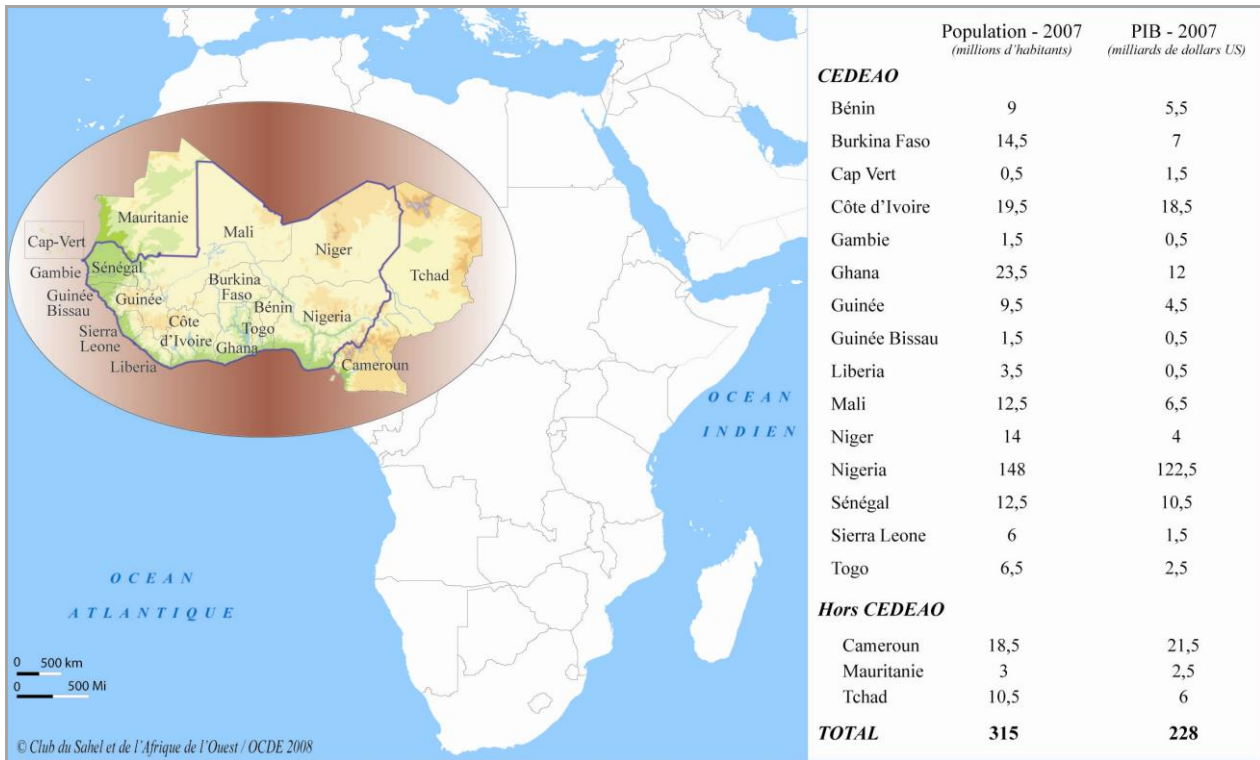 Mauritanie
Mali
Cap-Vert
Niger
Sénégal
Tchad
Gambie
Burkina
Faso
Guinée
Bissau
Guinée
Bénin
Nigeria
Côte
d'Ivoire
Togo
Sierra
Leone
Ghana
Liberia
Cameroun
OCEAN
INDIEN
OCEAN
ATLANTIQUE
0 500 km
0 500 Mi
© Club du Sahel et de l'Afrique de l'Ouest / OCDE 2008
Population - 2007 PIB - 2007
(millions d'habitants) (milliards de dollars US)
CEDEAO
Bénin 9 5,5
Burkina Faso 14,5 7
Cap Vert 0,5 1,5
Côte d'Ivoire 19,5 18,5
Gambie 1,5 0,5
Ghana 23,5 12
Guinée 9,5 4,5
Guinée Bissau 1,5 0,5
Liberia 3,5 0,5
Mali 12,5 6,5
Niger 14 4
Nigeria 148 122,5
Sénégal 12,5 10,5
Sierra Leone 6 1,5
Togo 6,5 2,5
Hors CEDEAO
Cameroun 18,5 21,5
Mauritanie 3 2,5
Tchad 10,5 6
TOTAL 315 228